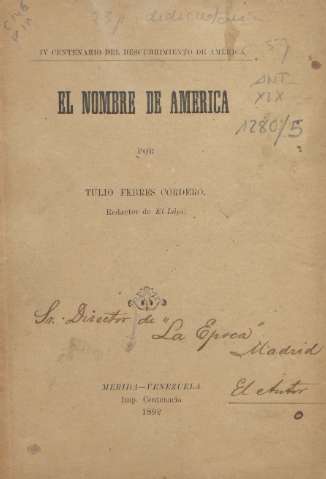 IV CENTENARIO DEL DESCUBRIMIENTO DE AMERICA
57
EL NOMBRE DE AMERICA
ANT
XIX
1280/5
POR
TULIO FEBRES CORDERO.
Redactor de El Lápiz.
Sr. Director de "La Epoca"
Madrid
MERIDA—VENEZUELA
Imp. Centenario
1892
El Autor